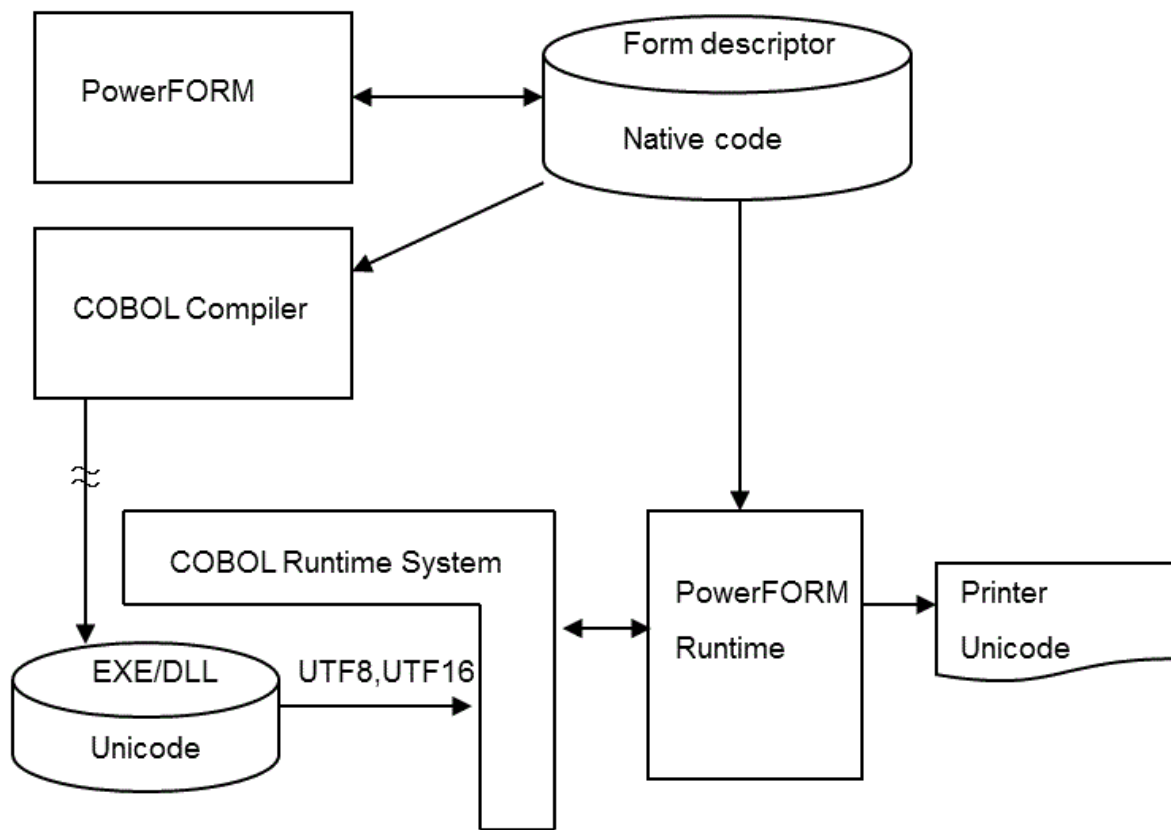 Form descriptor
PowerFORM
Native code
COBOL Compiler
COBOL Runtime System
PowerFORM
Runtime
Printer
Unicode
EXE/DLL
UTF8,UTF16
Unicode